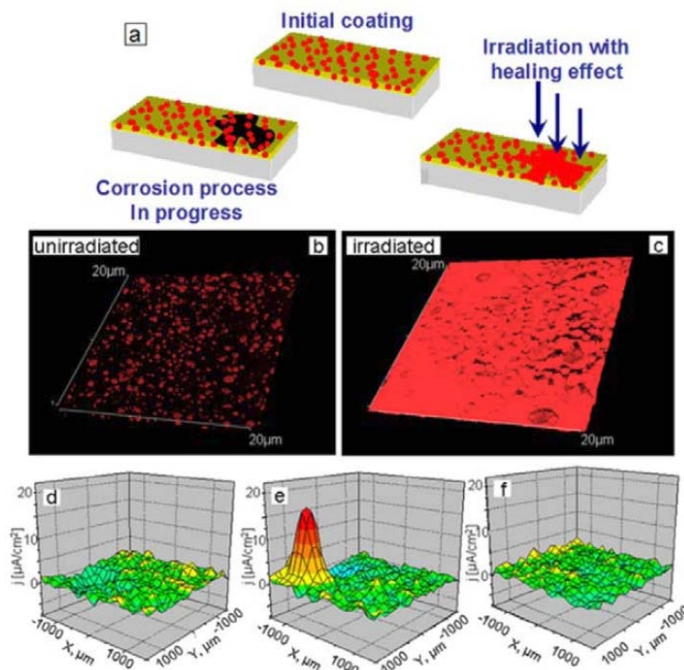 a
Initial coating
Irradiation with
healing effect
Corrosion process
In progress
unirradiated
b
20µm
20µm
irradiated
c
20µm
20µm
d
20
10
0
j [µA/cm²]
-1000
X, µm
1000
1000
Y, µm
-1000
e
20
10
0
j [µA/cm²]
-1000
X, µm
1000
1000
Y, µm
-1000
f
20
10
0
j [µA/cm²]
-1000
X, µm
1000
1000
Y, µm
-1000